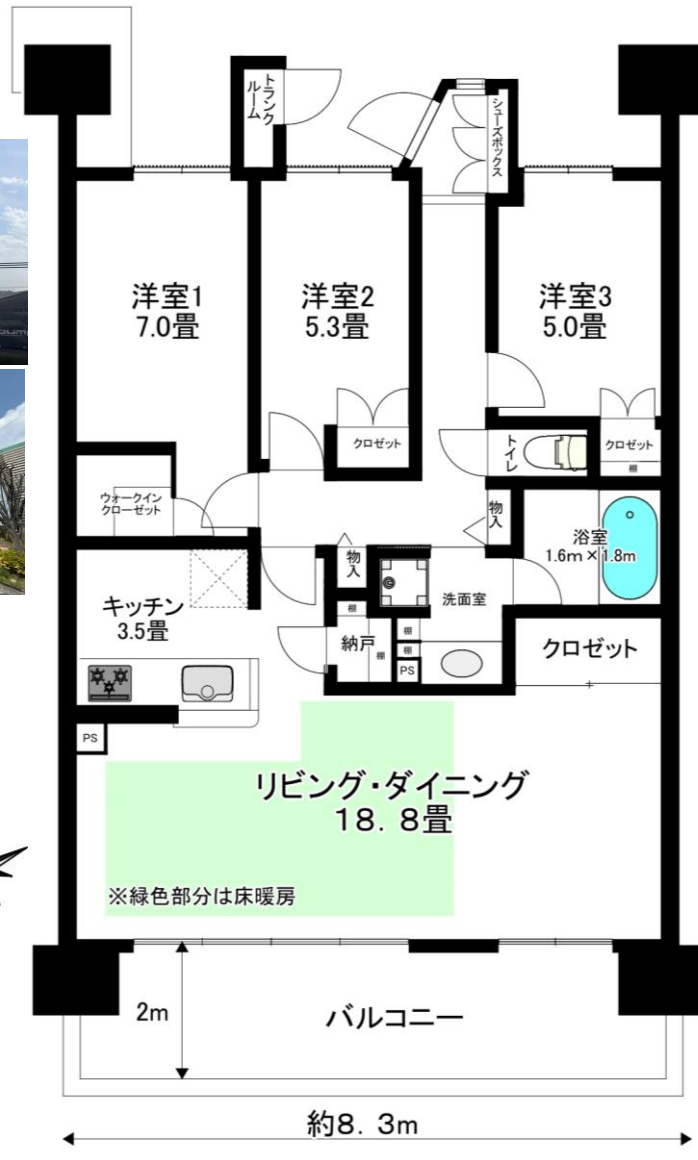 トランク
ルーム
シューズボックス
洋室1
7.0畳
洋室2
5.3畳
洋室3
5.0畳
クロゼット
トイレ
クロゼット
棚
ウォークイン
クローゼット
物入
浴室
1.6m×1.8m
物入
洗面室
キッチン
3.5畳
棚
納戸
棚
棚
棚
PS
クロゼット
PS
リビング・ダイニング
18.8畳
※緑色部分は床暖房
2m
バルコニー
約8.3m